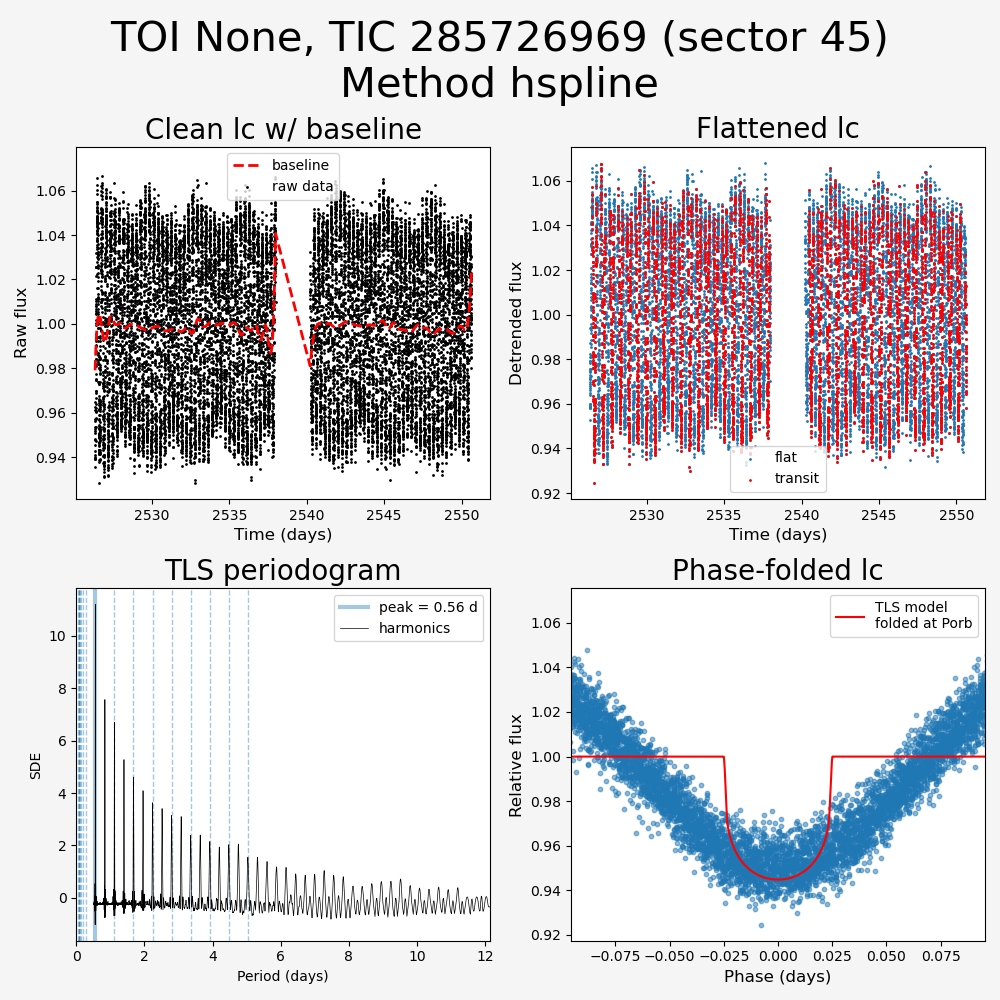 TOI None, TIC 285726969 (sector 45)
Method hspline
Clean lc w/ baseline
baseline
raw data
Raw flux
1.06
1.04
1.02
1.00
0.98
0.96
0.94
2530
2535
2540
2545
2550
Time (days)
Flattened lc
flat
transit
Detrended flux
1.06
1.04
1.02
1.00
0.98
0.96
0.94
0.92
2530
2535
2540
2545
2550
Time (days)
TLS periodogram
peak = 0.56 d
harmonics
SDE
10
8
6
4
2
0
0
2
4
6
8
10
12
Period (days)
Phase-folded lc
TLS model
folded at Porb
Relative flux
1.06
1.04
1.02
1.00
0.98
0.96
0.94
0.92
−0.075
−0.050
−0.025
0.000
0.025
0.050
0.075
Phase (days)